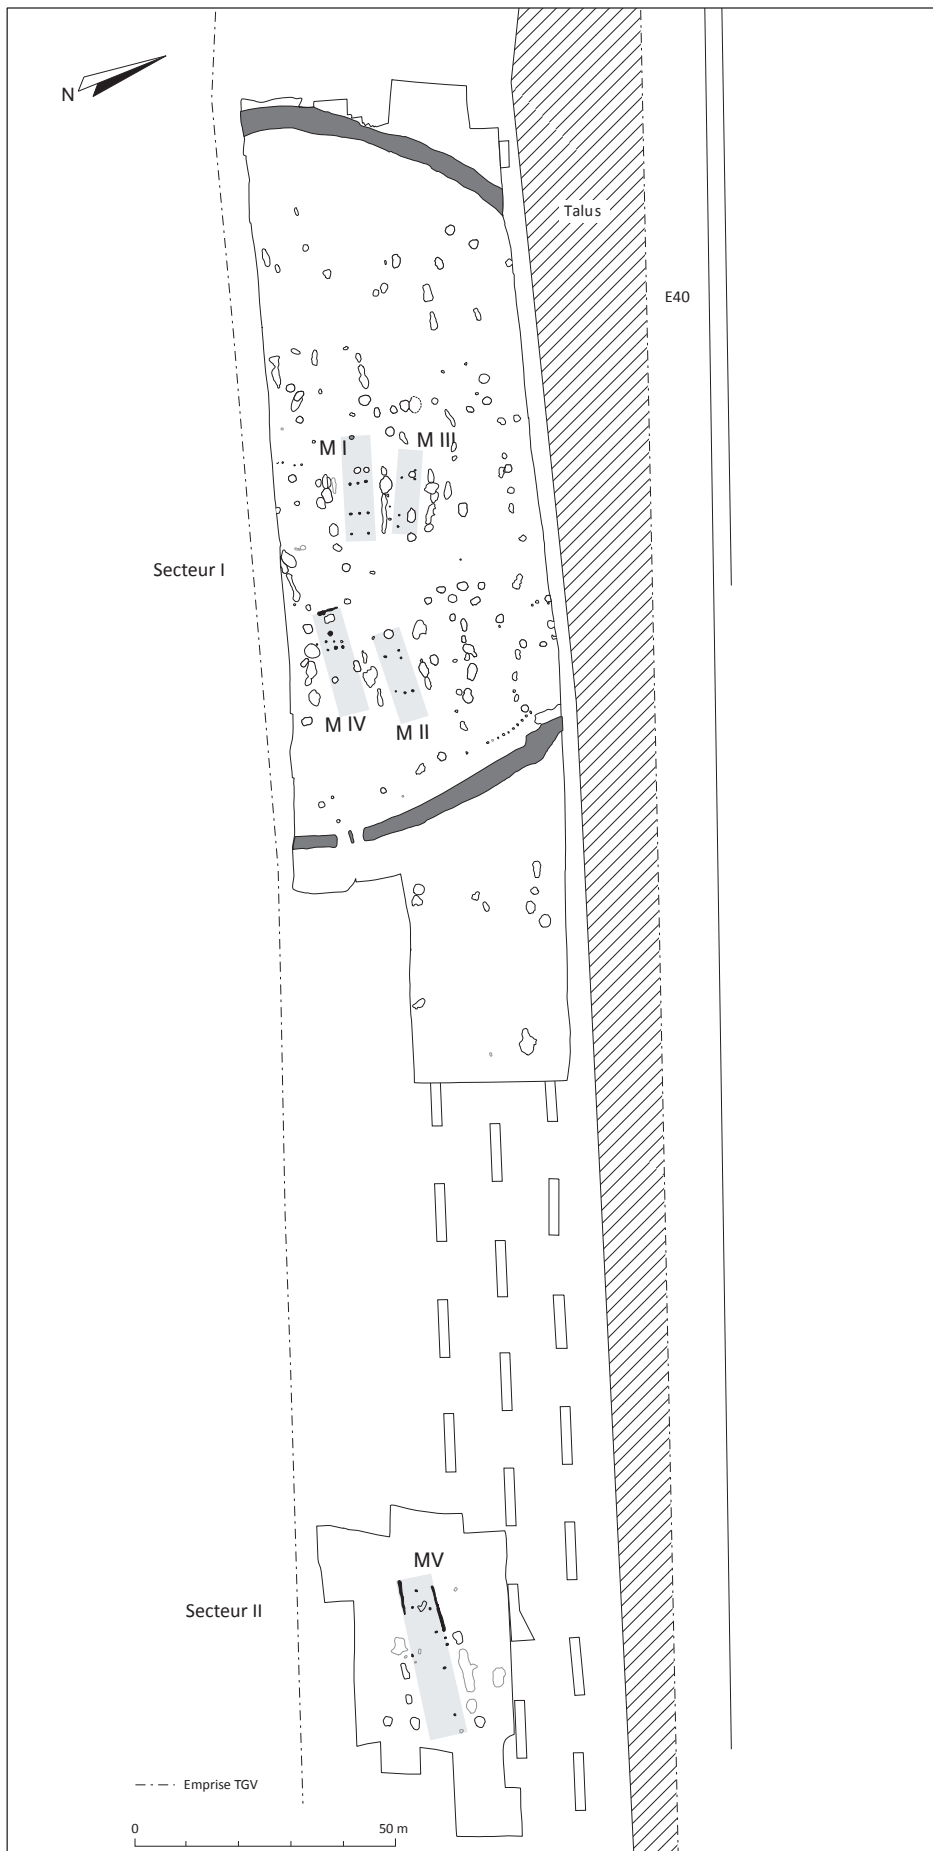 N
Talus
E40
M I
M III
Secteur I
M IV
M II
MV
Secteur II
Emprise TGV
0
50 m